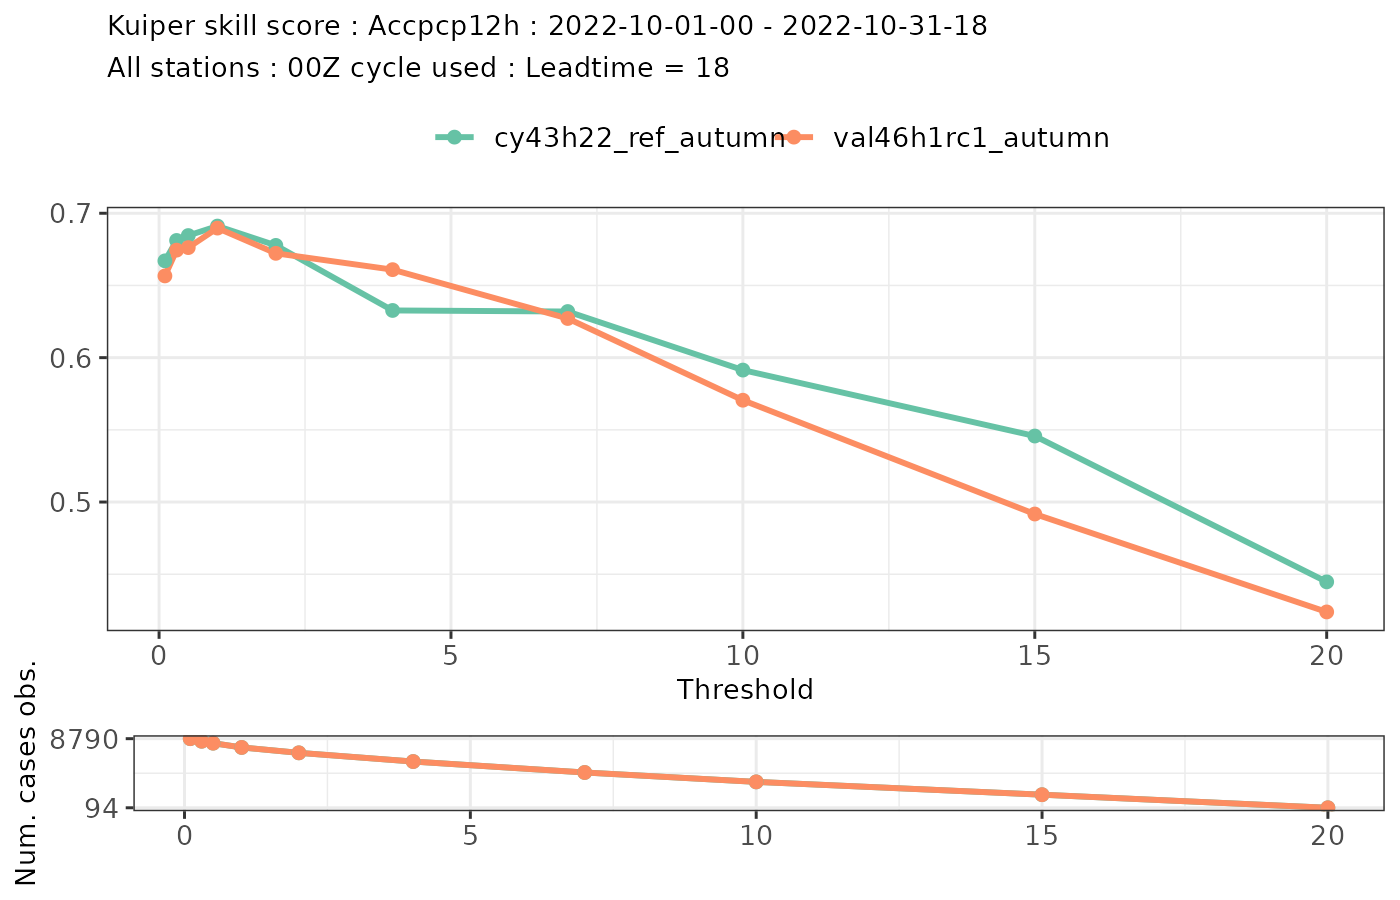 Kuiper skill score : Accpcp12h : 2022-10-01-00 - 2022-10-31-18
All stations : 00Z cycle used : Leadtime = 18
cy43h22_ref_autumn val46h1rc1_autumn
0.7
0.6
0.5
0 5 10 15 20
Threshold
Num. cases obs.
8790
94
0 5 10 15 20